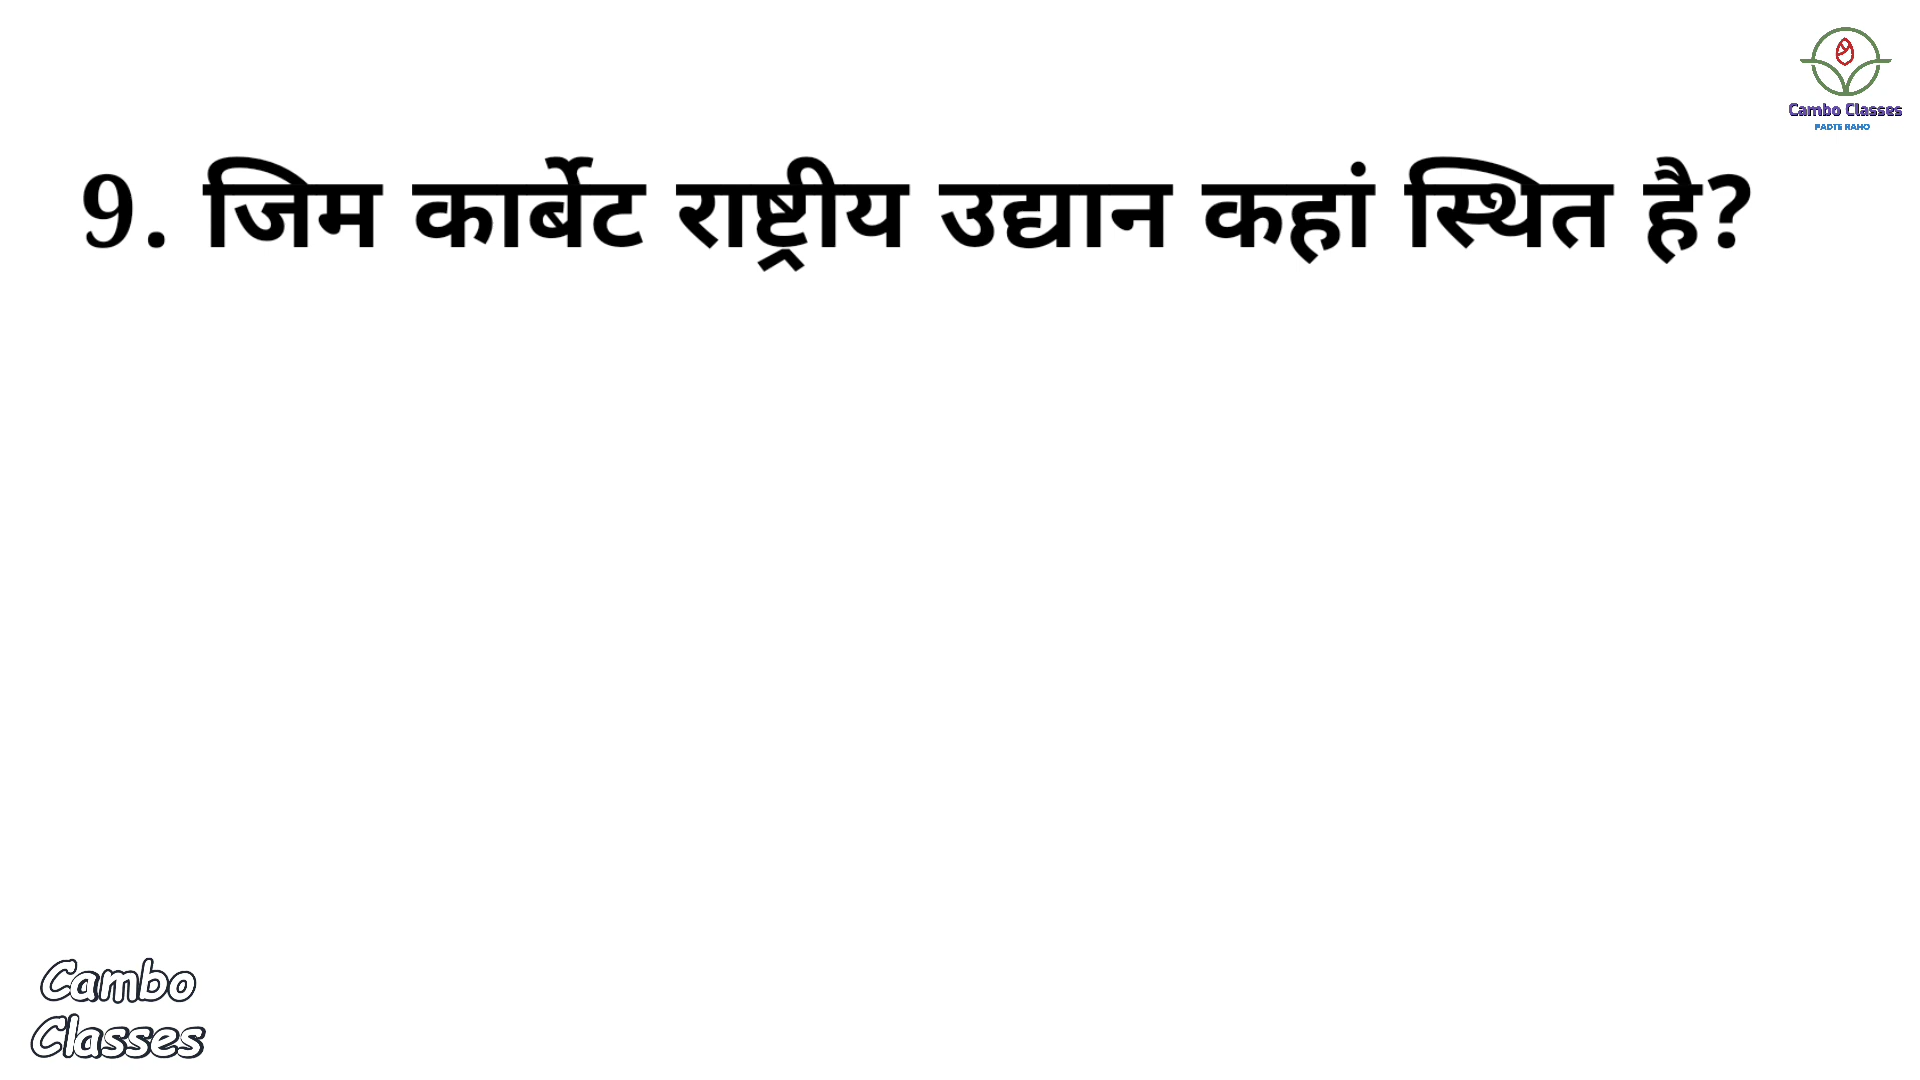 Cambo Classes
PADTE RAHO
9. जिम कार्बेट राष्ट्रीय उद्यान कहां स्थित है?
Cambo
Classes